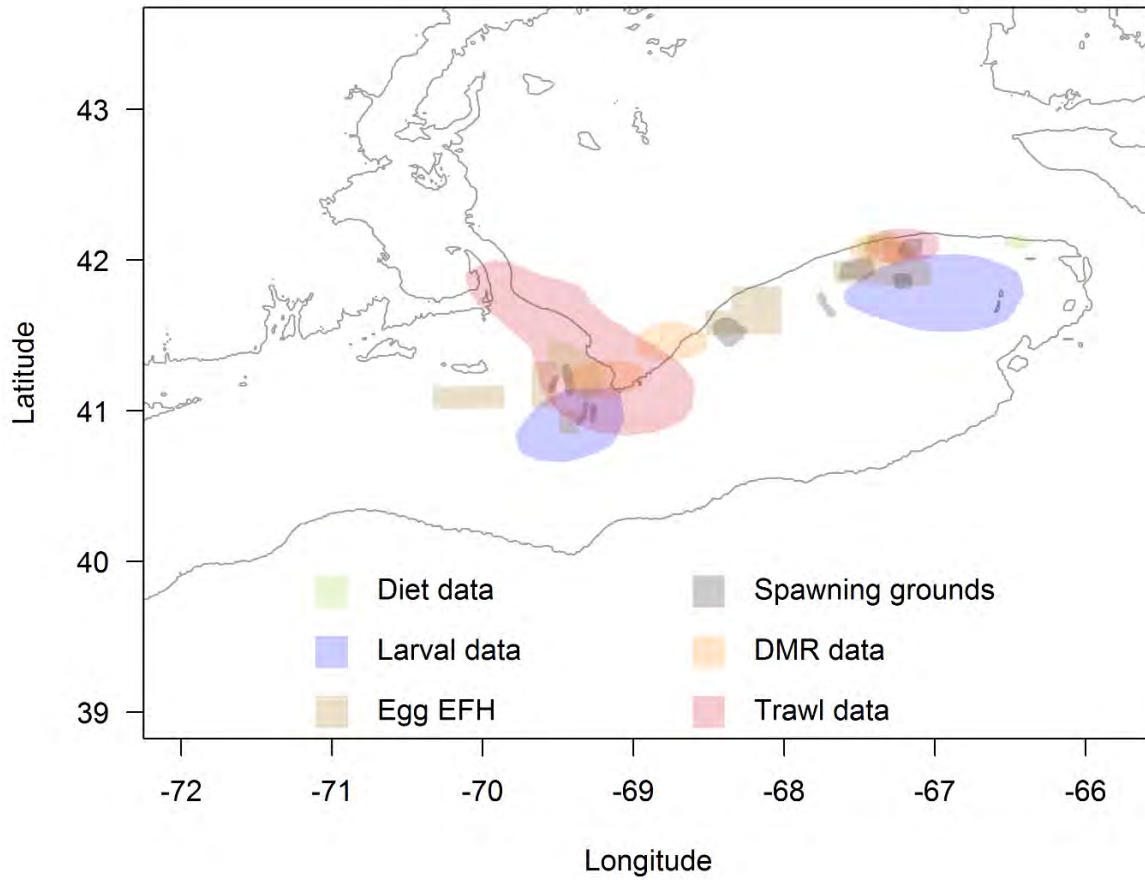 43
42
41
40
39
Latitude
Diet data
Spawning grounds
Larval data
DMR data
Egg EFH
Trawl data
-72 -71 -70 -69 -68 -67 -66
Longitude